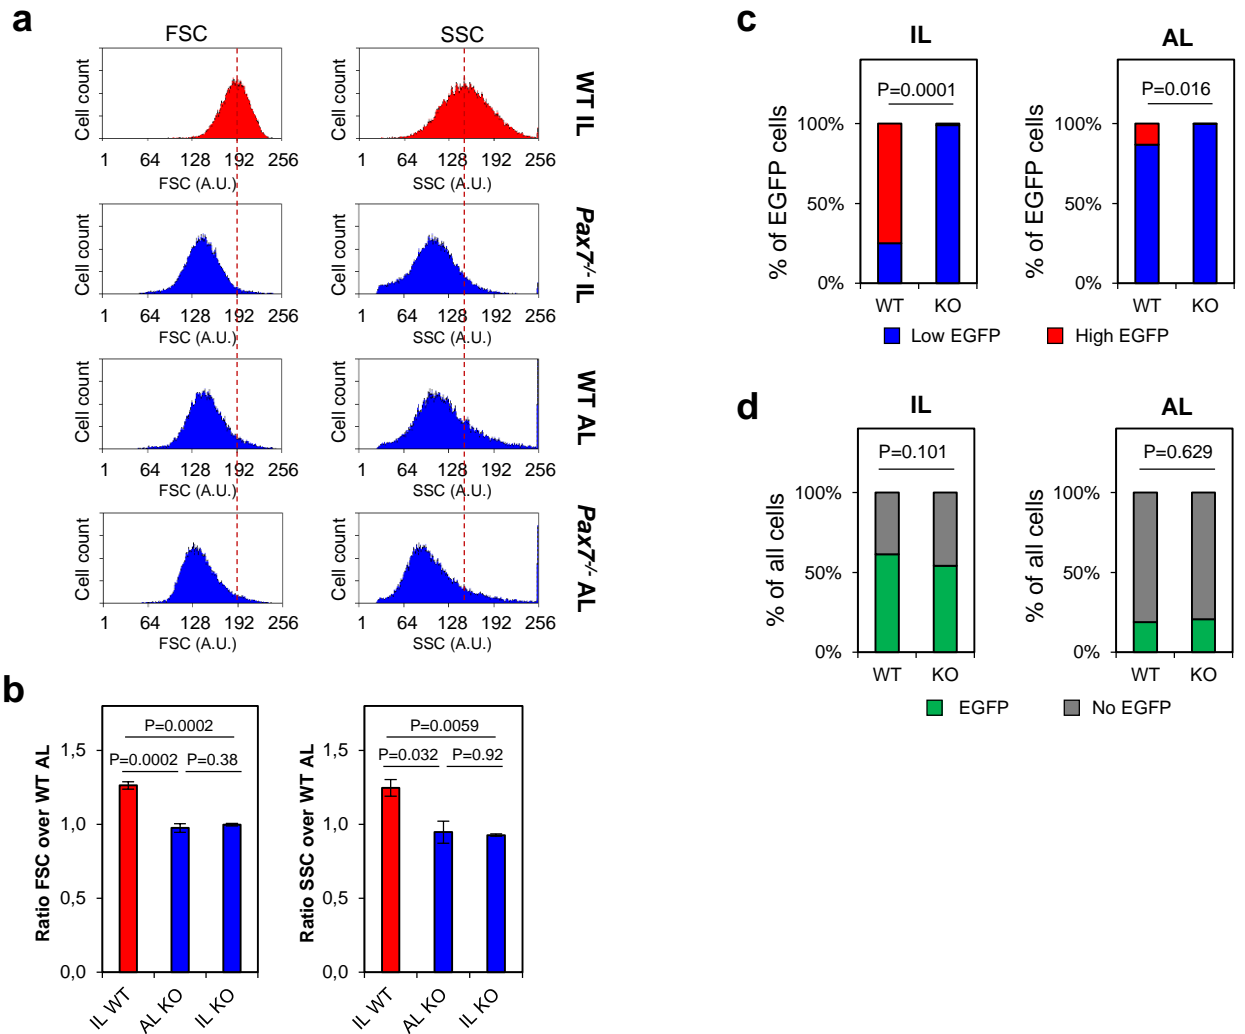 a
FSC
SSC
Cell count
1 64 128 192 256
FSC (A.U.)
Cell count
1 64 128 192 256
SSC (A.U.)
WT IL
Cell count
1 64 128 192 256
FSC (A.U.)
Cell count
1 64 128 192 256
SSC (A.U.)
Pax7-/- IL
Cell count
1 64 128 192 256
FSC (A.U.)
Cell count
1 64 128 192 256
SSC (A.U.)
WT AL
Cell count
1 64 128 192 256
FSC (A.U.)
Cell count
1 64 128 192 256
SSC (A.U.)
Pax7-/- AL
b
Ratio FSC over WT AL
P=0.0002
P=0.0002 P=0.38
1,5
1,0
0,5
0,0
IL WT AL KO IL KO
Ratio SSC over WT AL
P=0.0059
P=0.032 P=0.92
1,5
1,0
0,5
0,0
IL WT AL KO IL KO
c
IL
% of EGFP cells
P=0.0001
100%
50%
0%
WT KO
AL
% of EGFP cells
P=0.016
100%
50%
0%
WT KO
Low EGFP High EGFP
d
IL
% of all cells
P=0.101
100%
50%
0%
WT KO
AL
% of all cells
P=0.629
100%
50%
0%
WT KO
EGFP No EGFP